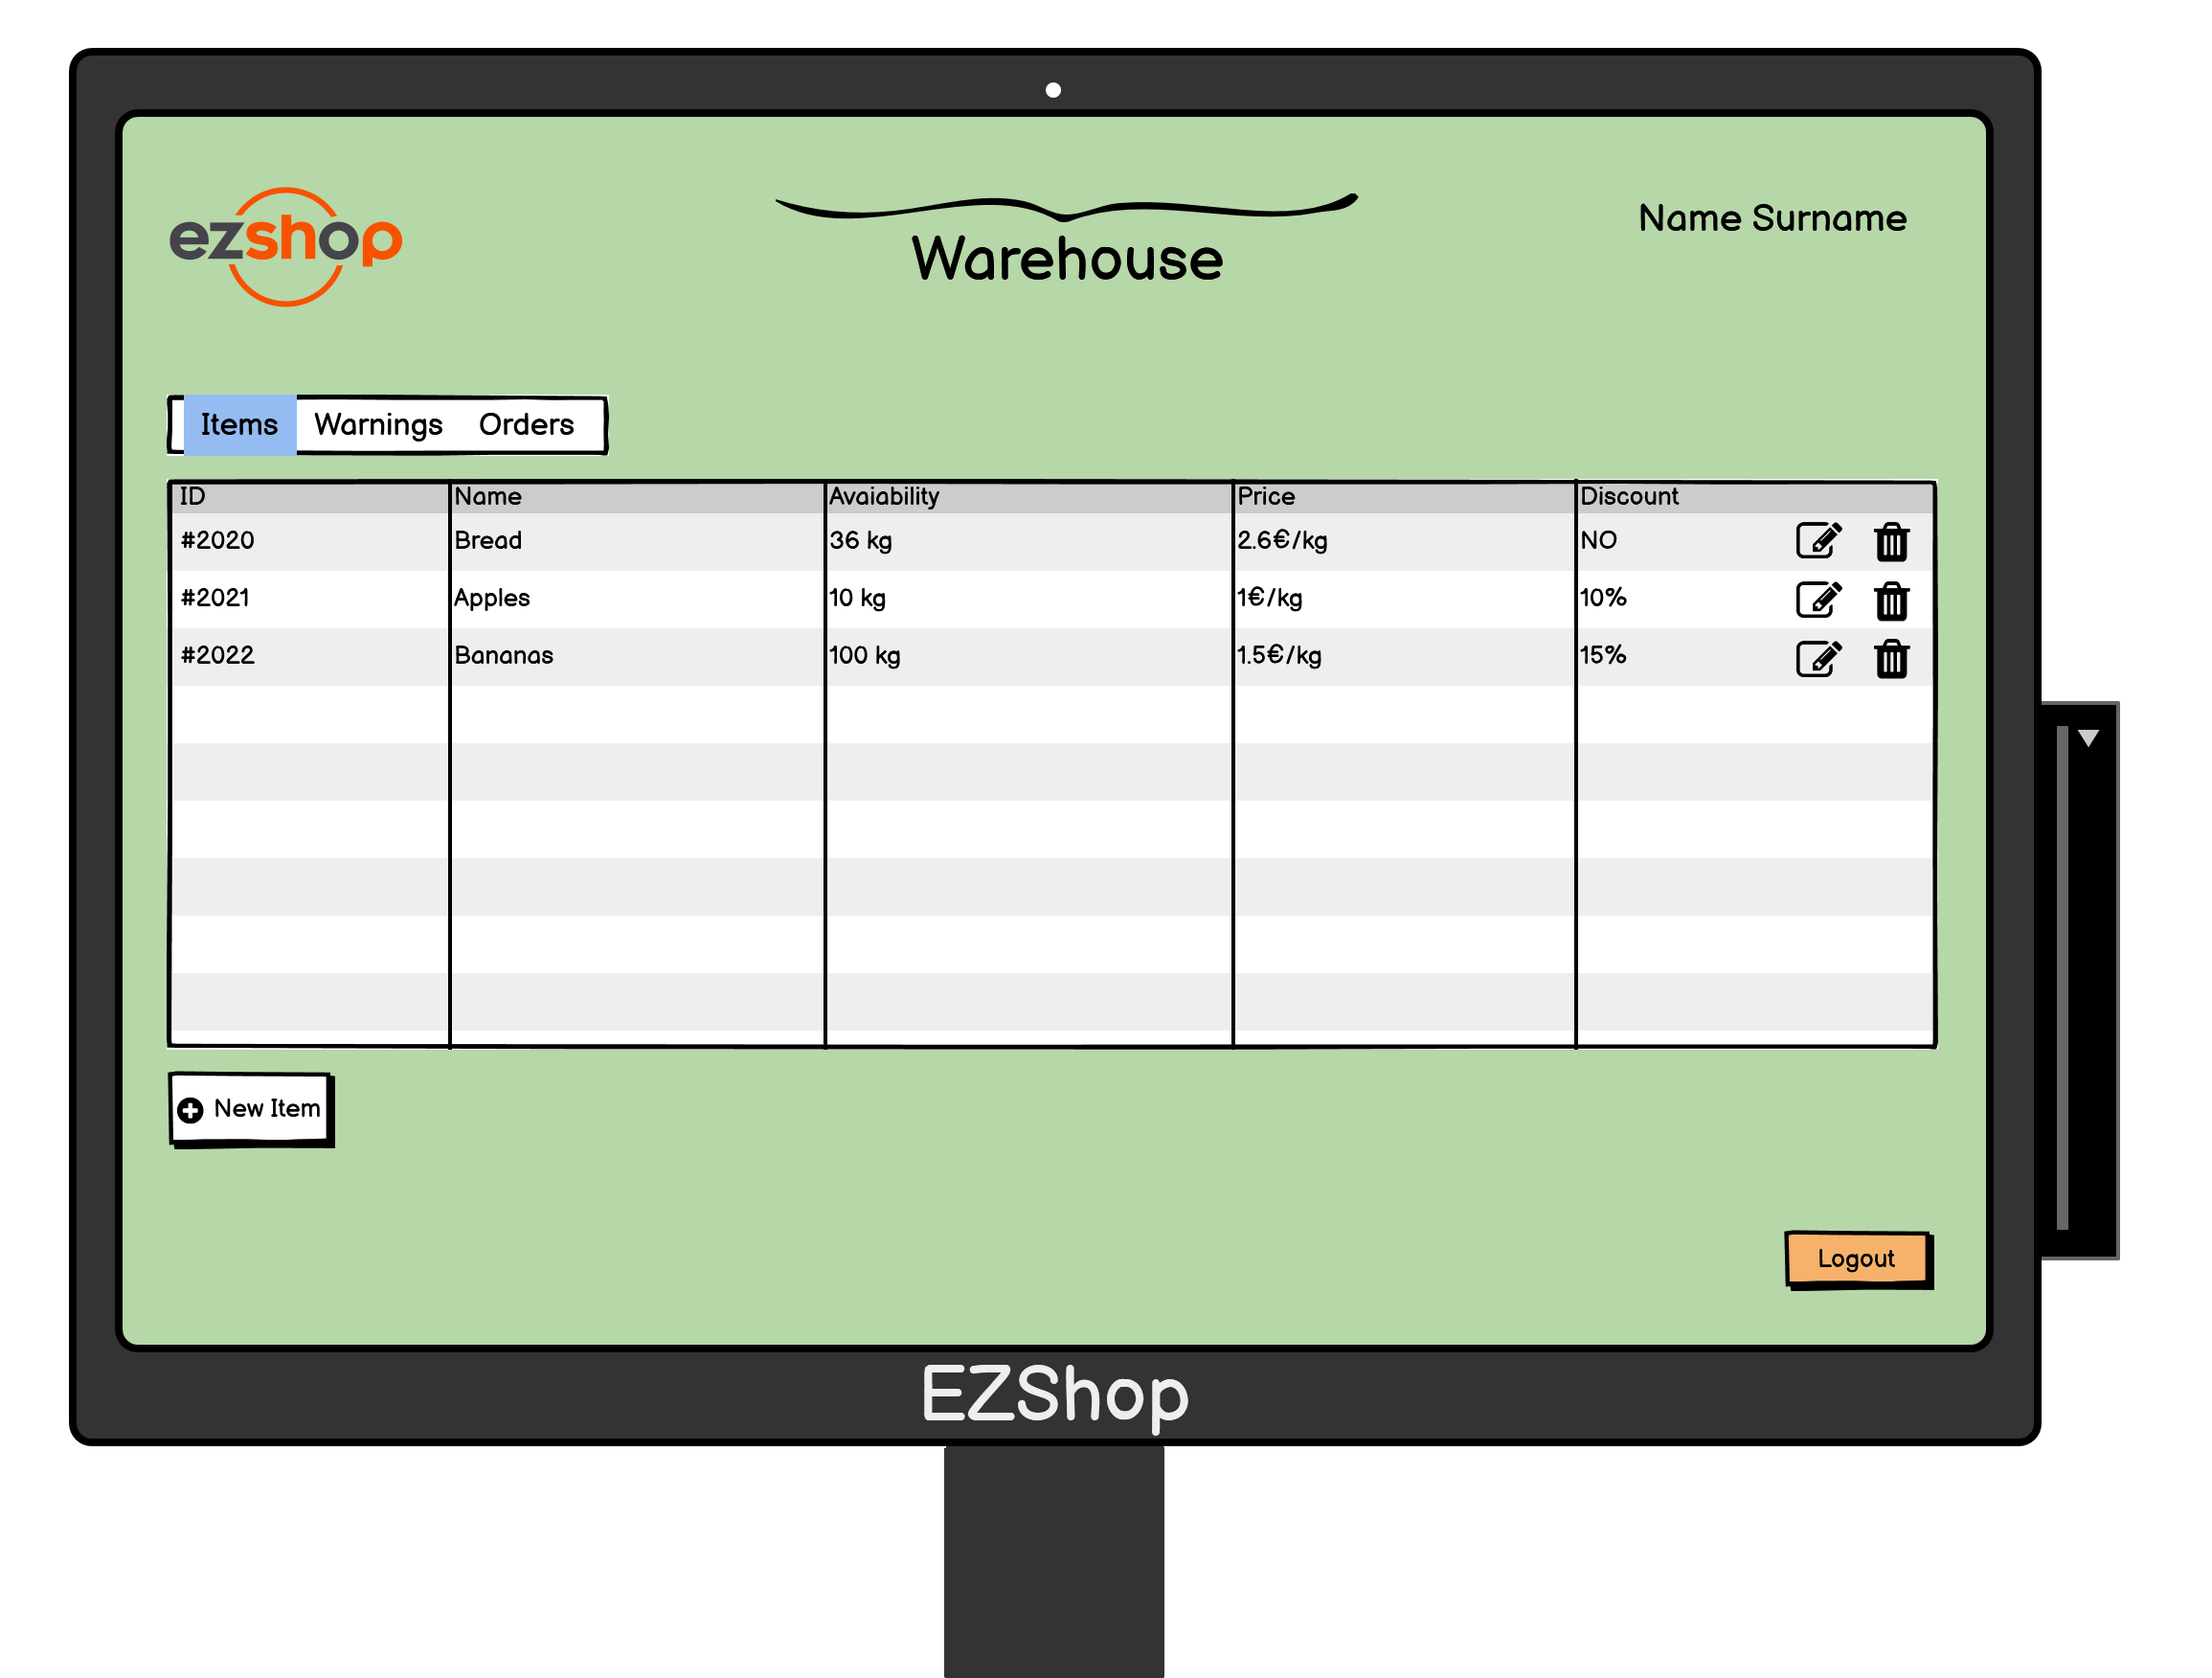 ezshop
Warehouse
Name Surname
Items Warnings Orders
ID Name Avaiability Price Discount
#2020 Bread 36 kg 2.6€/kg NO
#2021 Apples 10 kg 1€/kg 10%
#2022 Bananas 100 kg 1.5€/kg 15%
New Item
Logout
EZShop